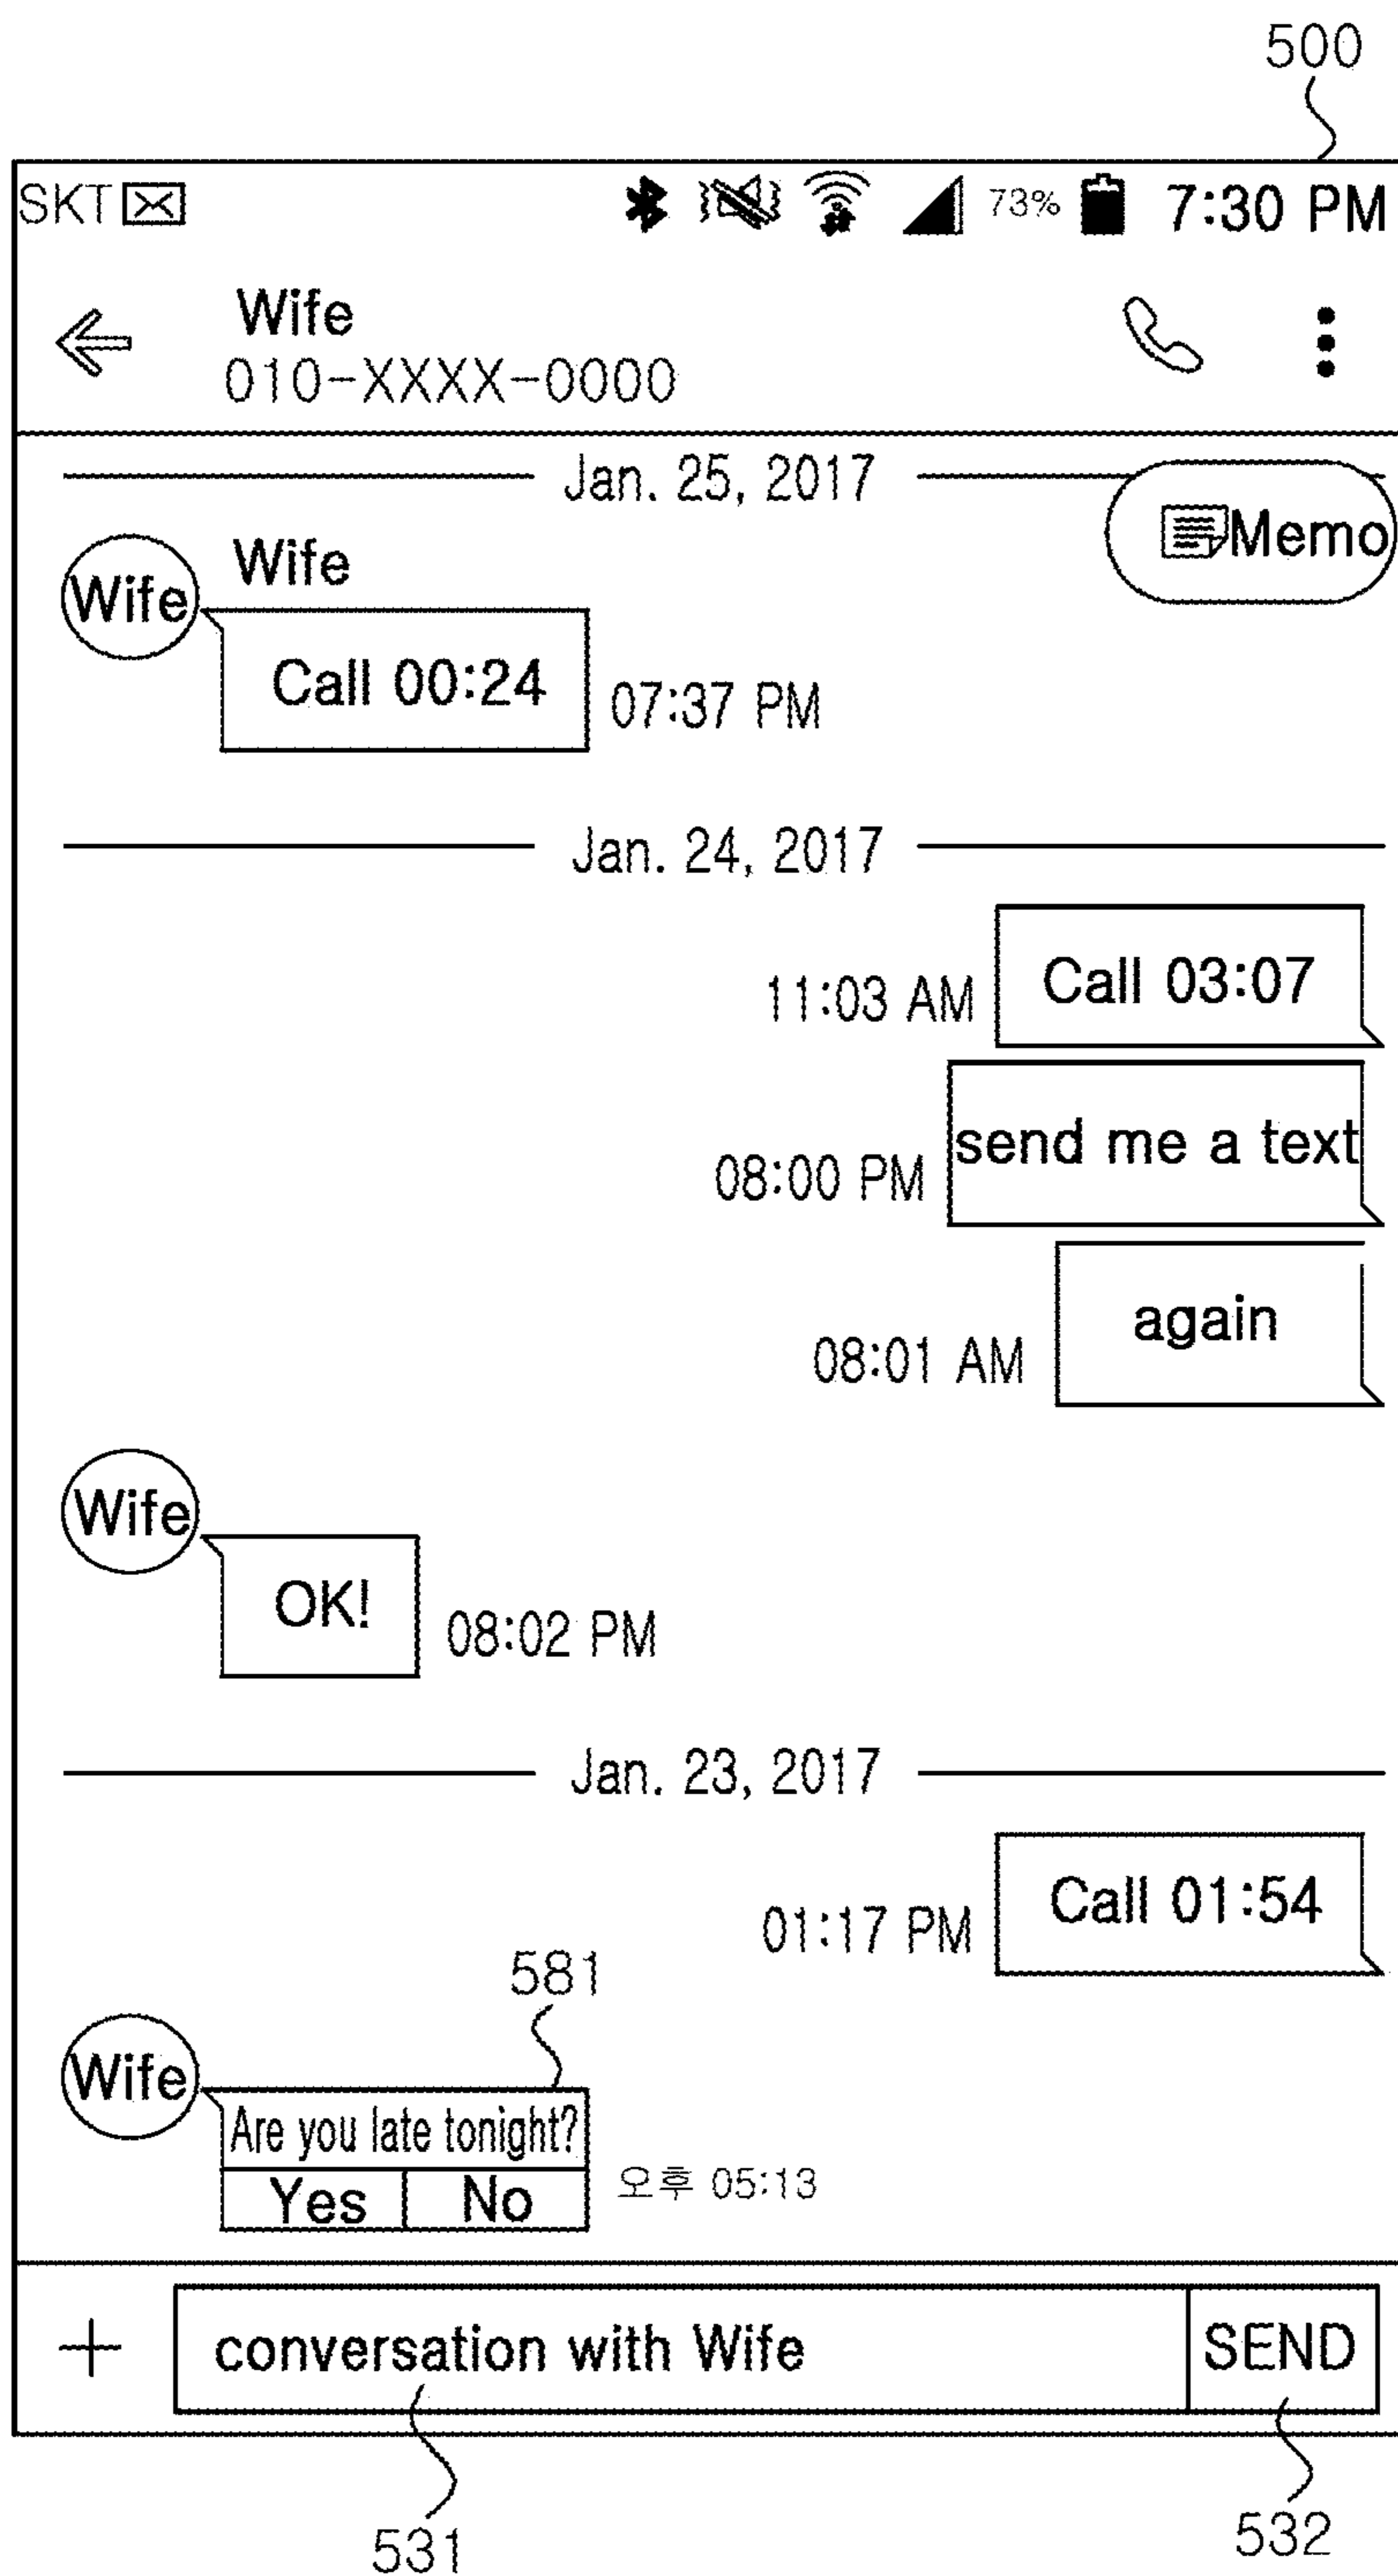 500
SKT 73% 7:30 PM
Wife
010-XXXX-0000
Jan. 25, 2017
Memo
Wife
Wife
Call 00:24
07:37 PM
Jan. 24, 2017
Call 03:07
11:03 AM
send me a text
08:00 PM
again
08:01 AM
Wife
OK!
08:02 PM
Jan. 23, 2017
Call 01:54
01:17 PM
581
Wife
Are you late tonight?
Yes No
오후 05:13
+ conversation with Wife SEND
531 532